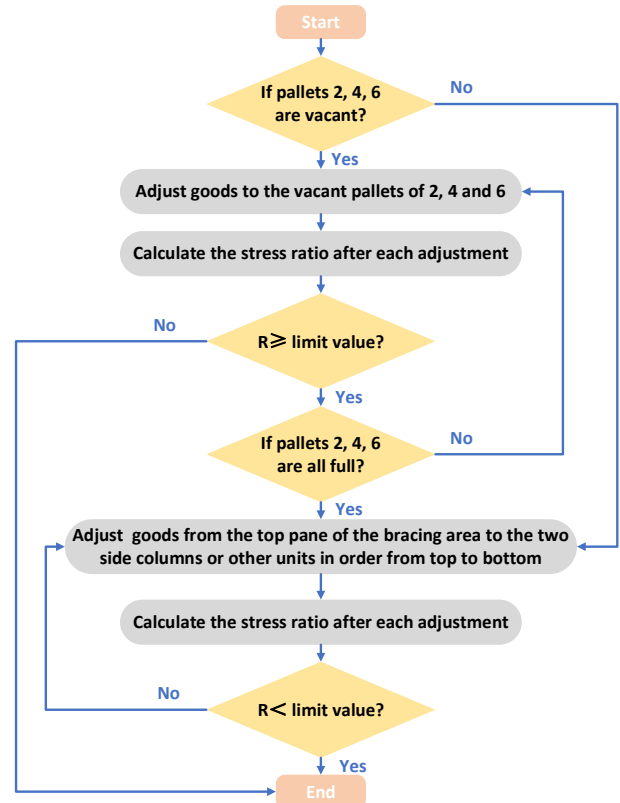 Start
If pallets 2, 4, 6
are vacant?
No
Yes
Adjust goods to the vacant pallets of 2, 4 and 6
Calculate the stress ratio after each adjustment
No
R⩾ limit value?
Yes
If pallets 2, 4, 6
are all full?
No
Yes
Adjust goods from the top pane of the bracing area to the two
side columns or other units in order from top to bottom
Calculate the stress ratio after each adjustment
No
R< limit value?
Yes
End